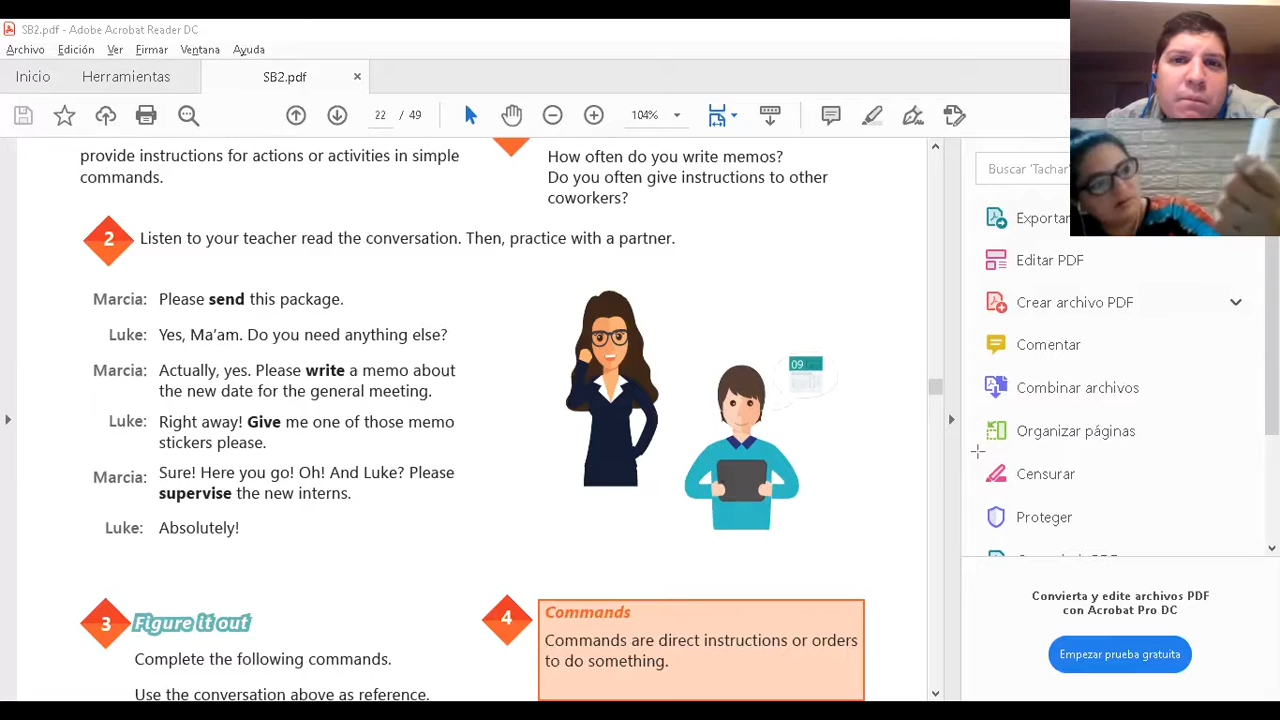 SB2.pdf - Adobe Acrobat Reader DC
Archivo Edición Ver Firmar Ventana Ayuda
Inicio Herramientas SB2.pdf ×
22 / 49 104%
provide instructions for actions or activities in simple
commands.
How often do you write memos?
Do you often give instructions to other
coworkers?
2 Listen to your teacher read the conversation. Then, practice with a partner.
Marcia: Please send this package.
Luke: Yes, Ma'am. Do you need anything else?
Marcia: Actually, yes. Please write a memo about
the new date for the general meeting.
Luke: Right away! Give me one of those memo
stickers please.
Marcia: Sure! Here you go! Oh! And Luke? Please
supervise the new interns.
Luke: Absolutely!
09
3 Figure it out
Complete the following commands.
Use the conversation above as reference.
4 Commands
Commands are direct instructions or orders
to do something.
Buscar 'Tachar'
Exportar
Editar PDF
Crear archivo PDF
Comentar
Combinar archivos
Organizar páginas
Censurar
Proteger
Convierta y edite archivos PDF
con Acrobat Pro DC
Empezar prueba gratuita